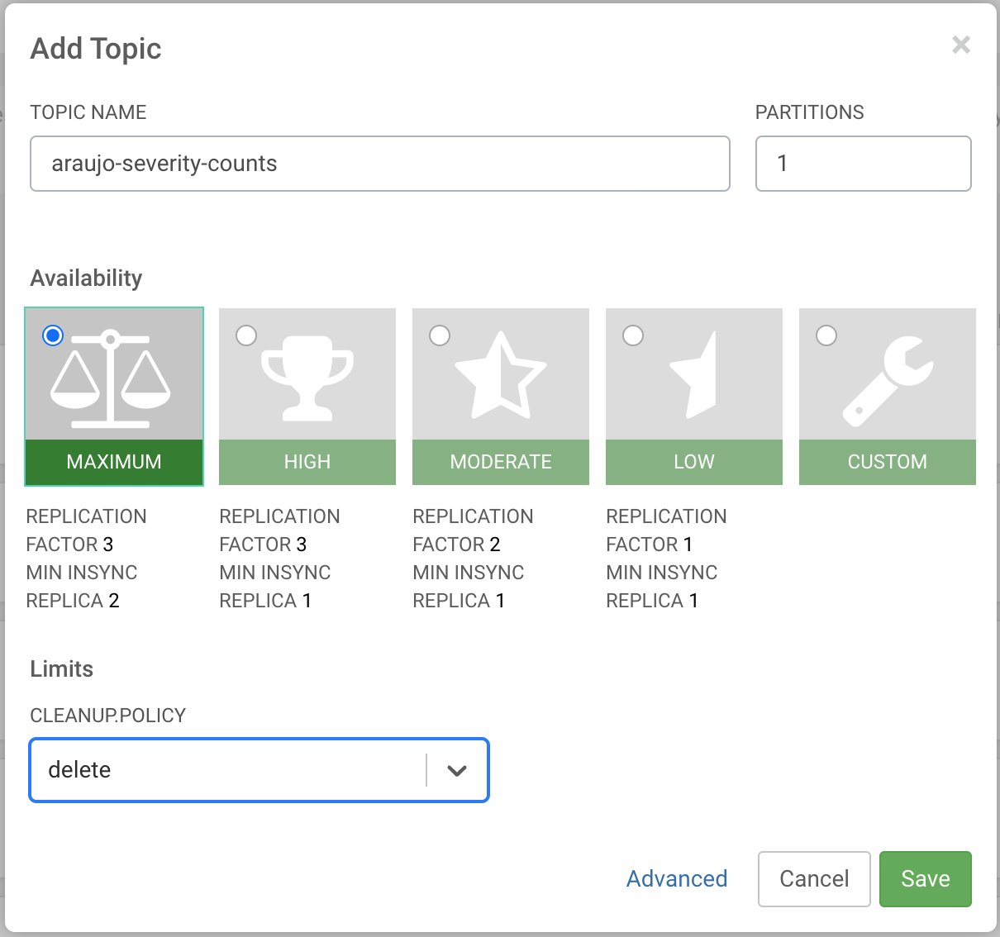 Add Topic
TOPIC NAME
PARTITIONS
araujo-severity-counts
1
Availability
MAXIMUM
HIGH
MODERATE
LOW
CUSTOM
REPLICATION
FACTOR 3
MIN INSYNC
REPLICA 2
REPLICATION
FACTOR 3
MIN INSYNC
REPLICA 1
REPLICATION
FACTOR 2
MIN INSYNC
REPLICA 1
REPLICATION
FACTOR 1
MIN INSYNC
REPLICA 1
Limits
CLEANUP.POLICY
delete
Advanced
Cancel
Save